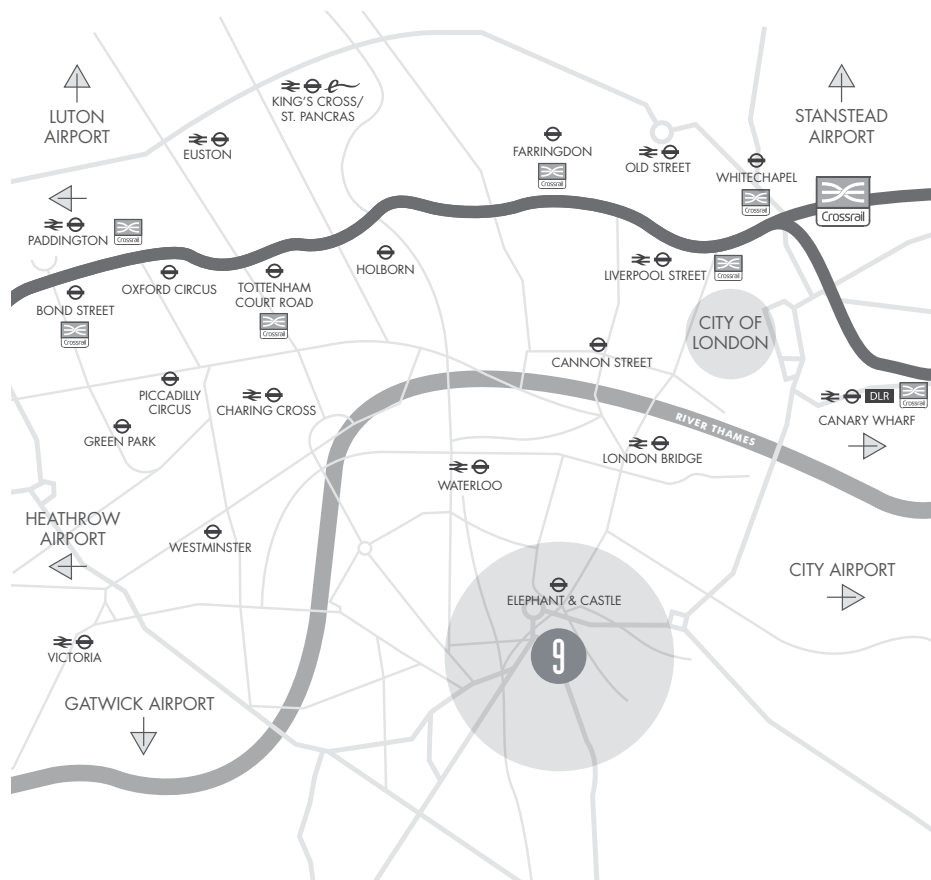 LUTON
AIRPORT
KING'S CROSS/
ST. PANCRAS
STANSTEAD
AIRPORT
EUSTON
FARRINGDON
Crossrail
OLD STREET
WHITECHAPEL
Crossrail
Crossrail
PADDINGTON
Crossrail
OXFORD CIRCUS
TOTTENHAM
COURT ROAD
Crossrail
HOLBORN
LIVERPOOL STREET
Crossrail
BOND STREET
Crossrail
CITY OF
LONDON
CANNON STREET
PICCADILLY
CIRCUS
CHARING CROSS
DLR
Crossrail
CANARY WHARF
GREEN PARK
RIVER THAMES
LONDON BRIDGE
WATERLOO
HEATHROW
AIRPORT
WESTMINSTER
CITY AIRPORT
ELEPHANT & CASTLE
9
VICTORIA
GATWICK AIRPORT